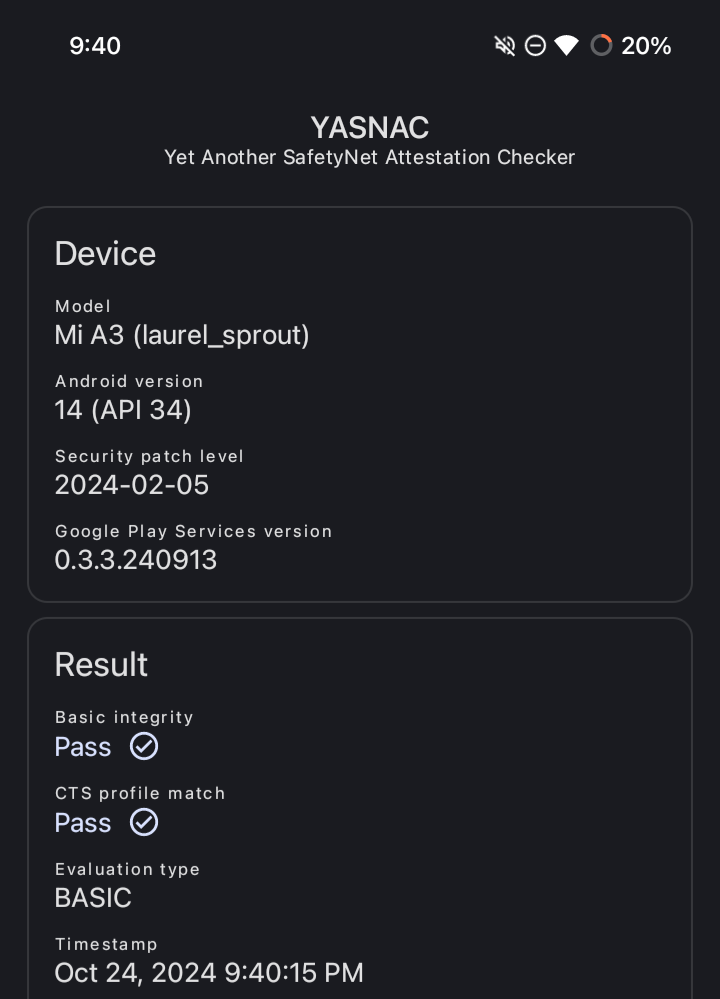 9:40 20%
YASNAC
Yet Another SafetyNet Attestation Checker
Device
Model
Mi A3 (laurel_sprout)
Android version
14 (API 34)
Security patch level
2024-02-05
Google Play Services version
0.3.3.240913
Result
Basic integrity
Pass
CTS profile match
Pass
Evaluation type
BASIC
Timestamp
Oct 24, 2024 9:40:15 PM